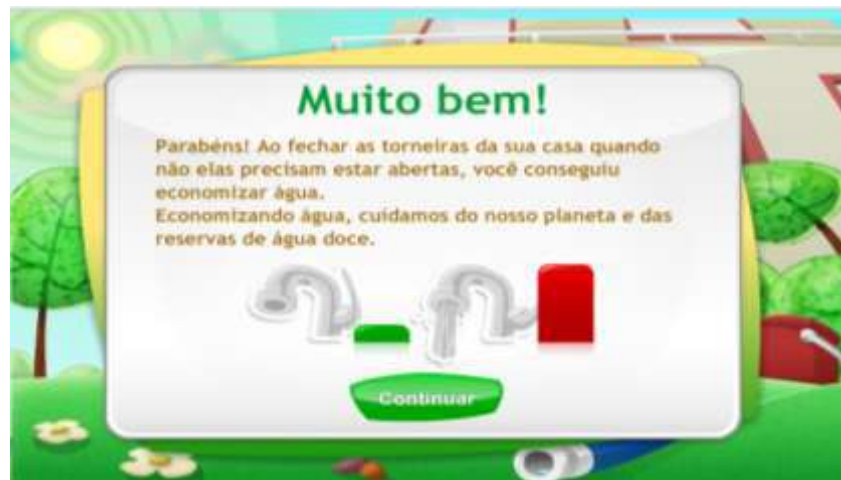 Muito bem!
Parabéns! Ao fechar as torneiras da sua casa quando
não elas precisam estar abertas, você conseguiu
economizar água.
Economizando água, cuidamos do nosso planeta e das
reservas de água doce.
Continuar